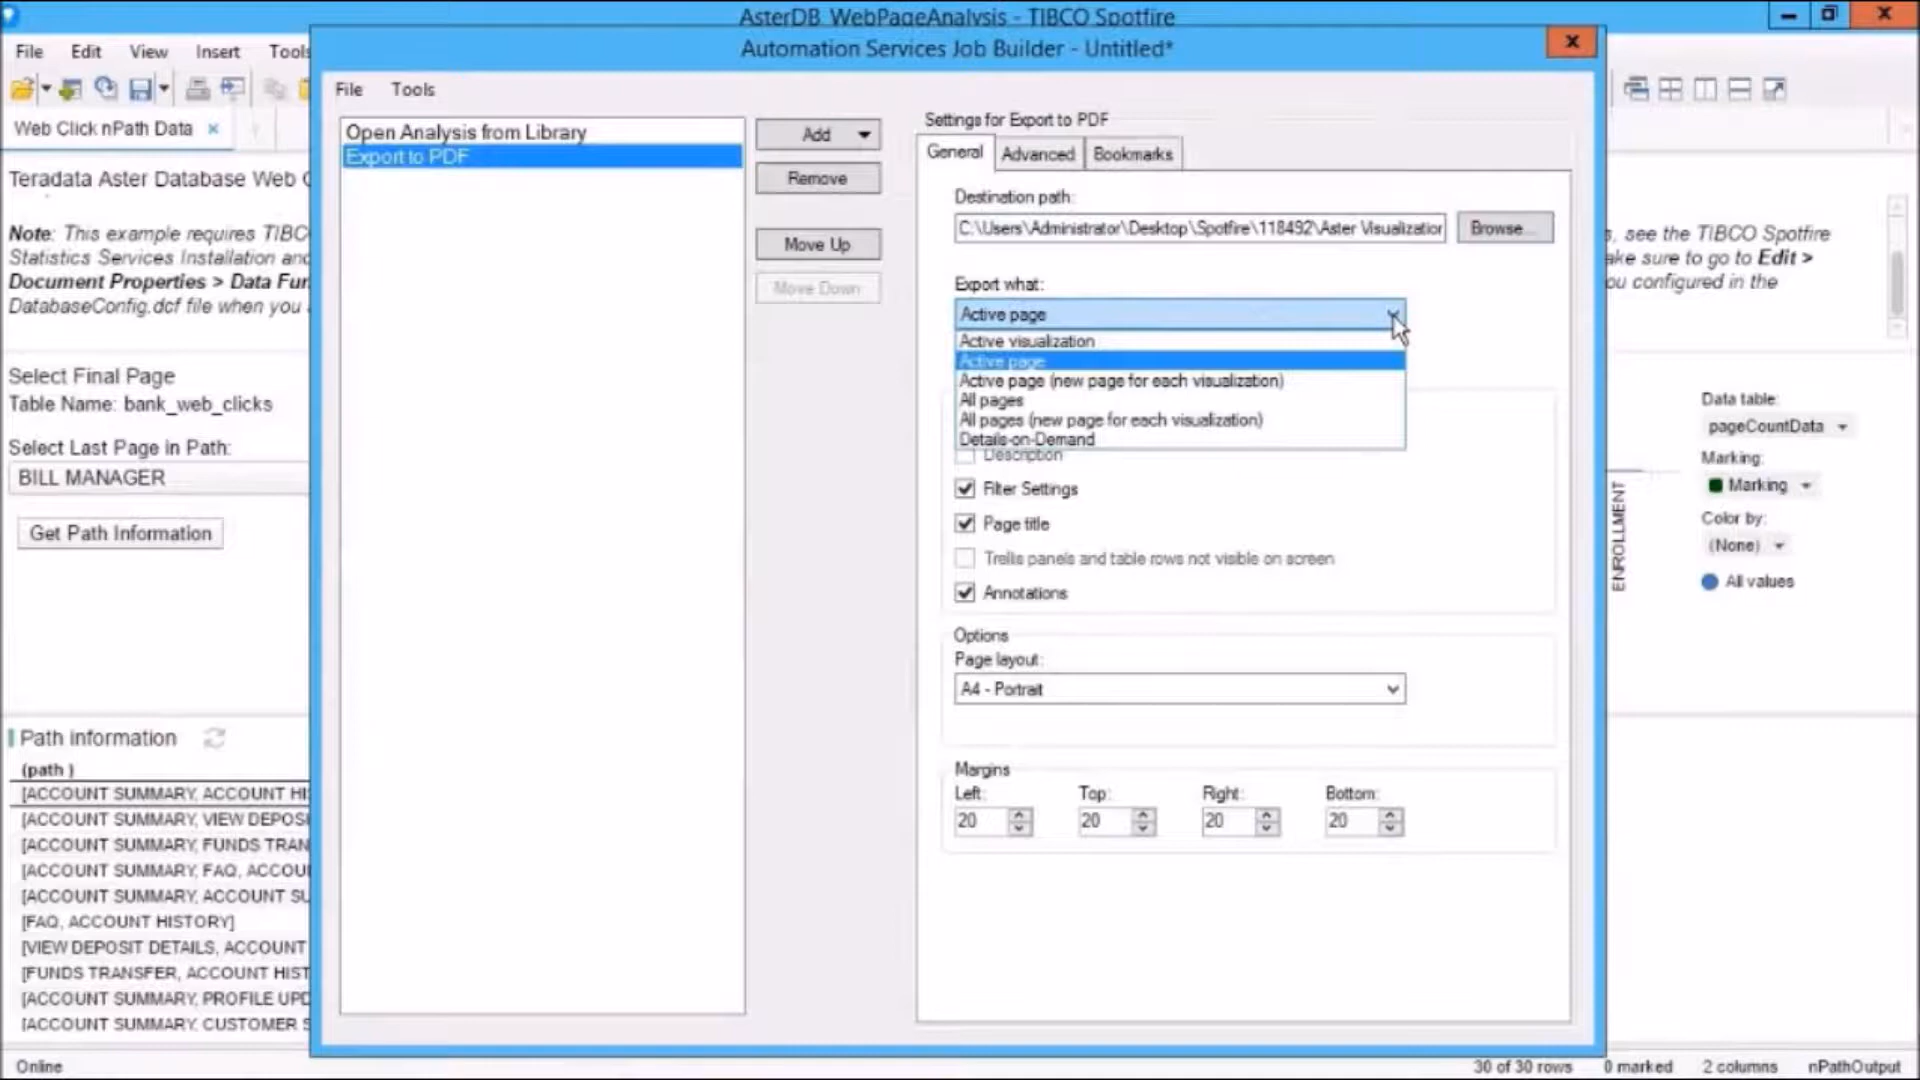 AsterDB_WebPageAnalysis - TIBCO Spotfire
File Edit View Insert Tools
Web Click nPath Data
Teradata Aster Database Web
Note: This example requires TIBC
Statistics Services Installation and
Document Properties > Data Fun
DatabaseConfig.dcf file when you
s, see the TIBCO Spotfire
ake sure to go to Edit >
ou configured in the
Select Final Page
Table Name: bank_web_clicks
Select Last Page in Path:
BILL MANAGER
Get Path Information
Path information
(path )
[ACCOUNT SUMMARY, ACCOUNT HI
[ACCOUNT SUMMARY, VIEW DEPOSI
[ACCOUNT SUMMARY, FUNDS TRAN
[ACCOUNT SUMMARY, FAQ, ACCOU
[ACCOUNT SUMMARY, ACCOUNT SU
[FAQ, ACCOUNT HISTORY]
[VIEW DEPOSIT DETAILS, ACCOUNT
[FUNDS TRANSFER, ACCOUNT HIST
[ACCOUNT SUMMARY, PROFILE UPD
[ACCOUNT SUMMARY, CUSTOMER S
Automation Services Job Builder - Untitled*
File Tools
Open Analysis from Library
Export to PDF
Add
Remove
Move Up
Move Down
Settings for Export to PDF
General Advanced Bookmarks
Destination path:
C:\Users\Administrator\Desktop\Spotfire\118492\Aster Visualization
Browse...
Export what:
Active page
Active visualization
Active page
Active page (new page for each visualization)
All pages
All pages (new page for each visualization)
Details-on-Demand
Description
Filter Settings
Page title
Trellis panels and table rows not visible on screen
Annotations
Options
Page layout:
A4 - Portrait
Margins
Left: Top: Right: Bottom:
20 20 20 20
ENROLLMENT
Data table:
pageCountData
Marking:
Marking
Color by:
(None)
All values
Online
30 of 30 rows 0 marked 2 columns nPathOutput